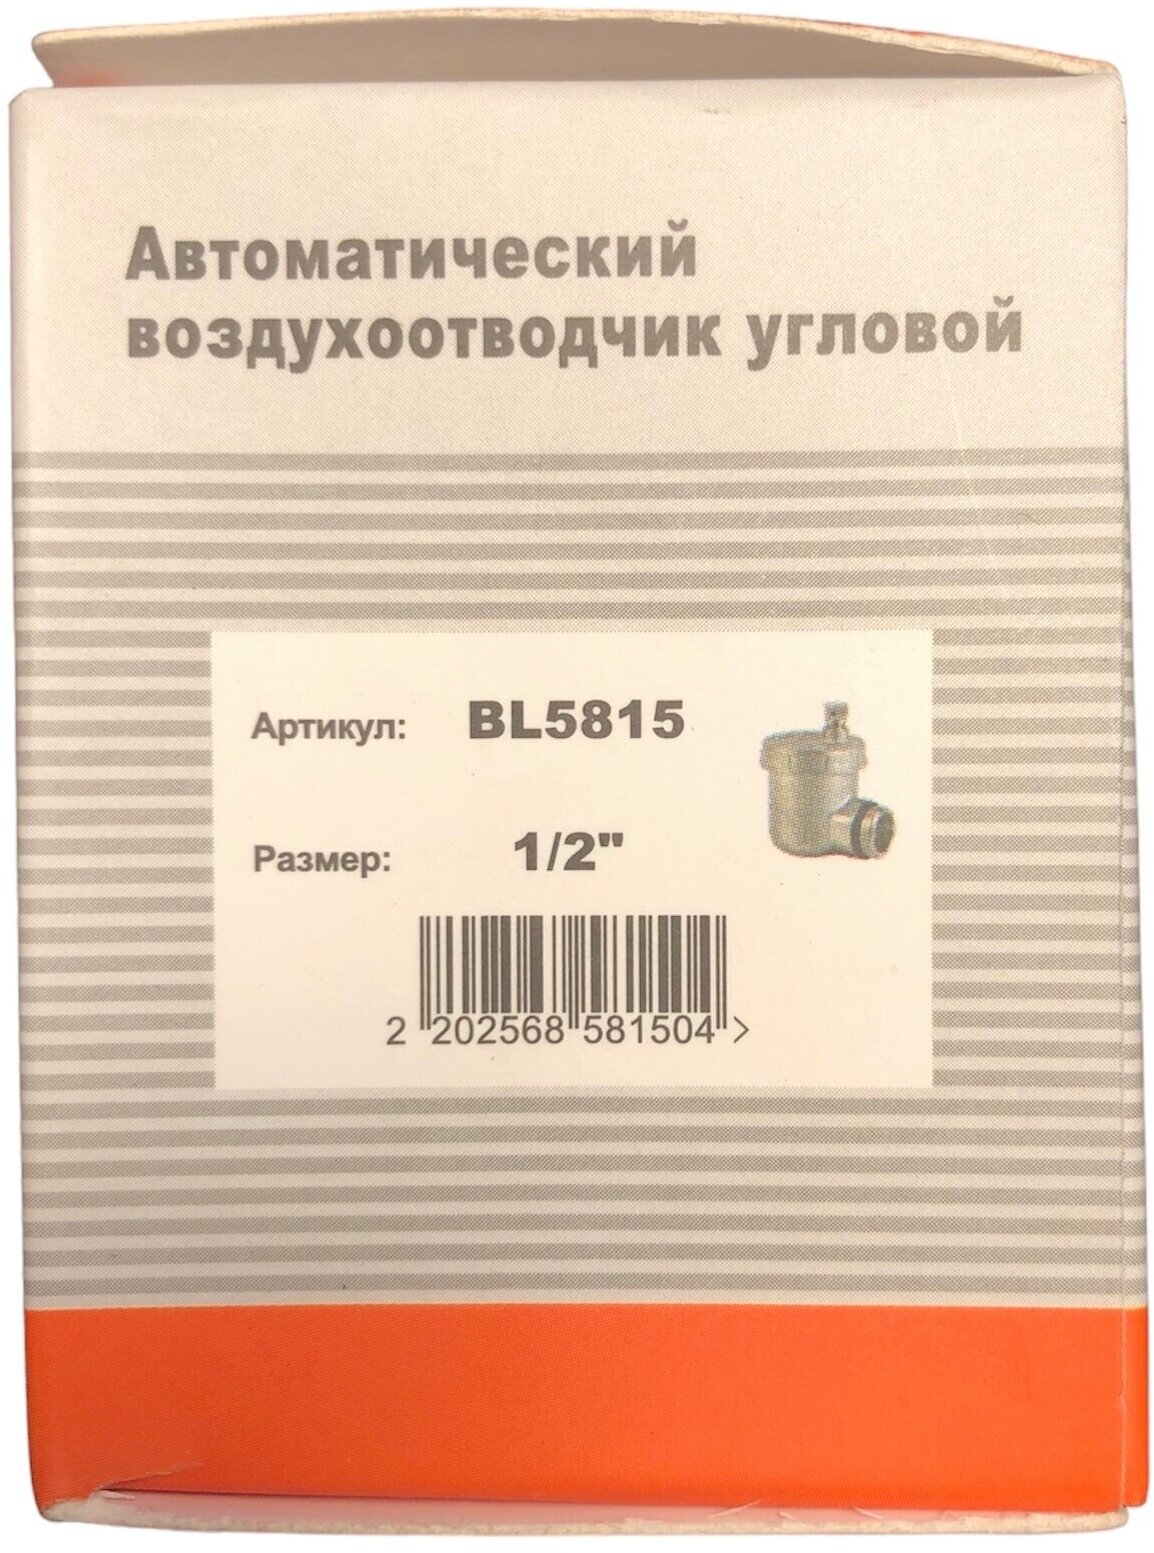 Автоматический
воздухоотводчик угловой
Артикул: BL5815
Размер: 1/2"
2 202568 581504 >